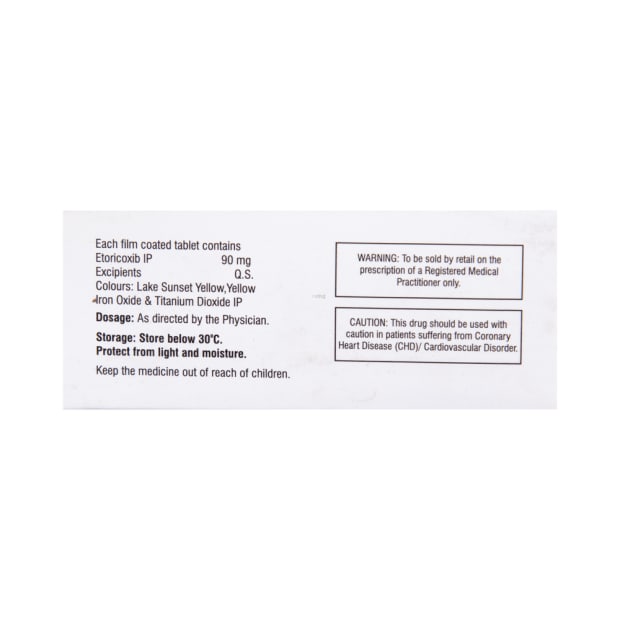 Each film coated tablet contains
Etoricoxib IP 90 mg
Excipients Q.S.
Colours: Lake Sunset Yellow,Yellow
Iron Oxide & Titanium Dioxide IP
Dosage: As directed by the Physician.
Storage: Store below 30°C.
Protect from light and moisture.
Keep the medicine out of reach of children.
WARNING: To be sold by retail on the
prescription of a Registered Medical
Practitioner only.
CAUTION: This drug should be used with
caution in patients suffering from Coronary
Heart Disease (CHD)/ Cardiovascular Disorder.